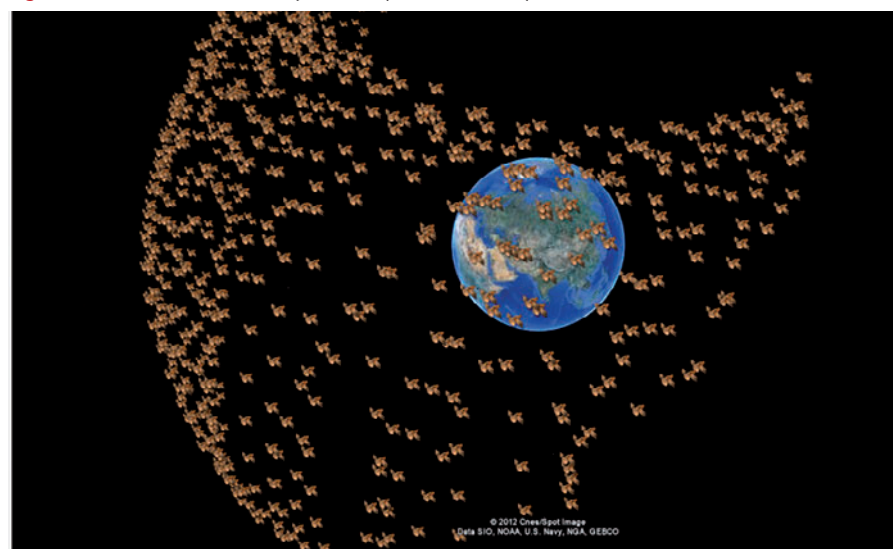 © 2012 Cnes/Spot Image
Data SIO, NOAA, U.S. Navy, NGA, GEBCO